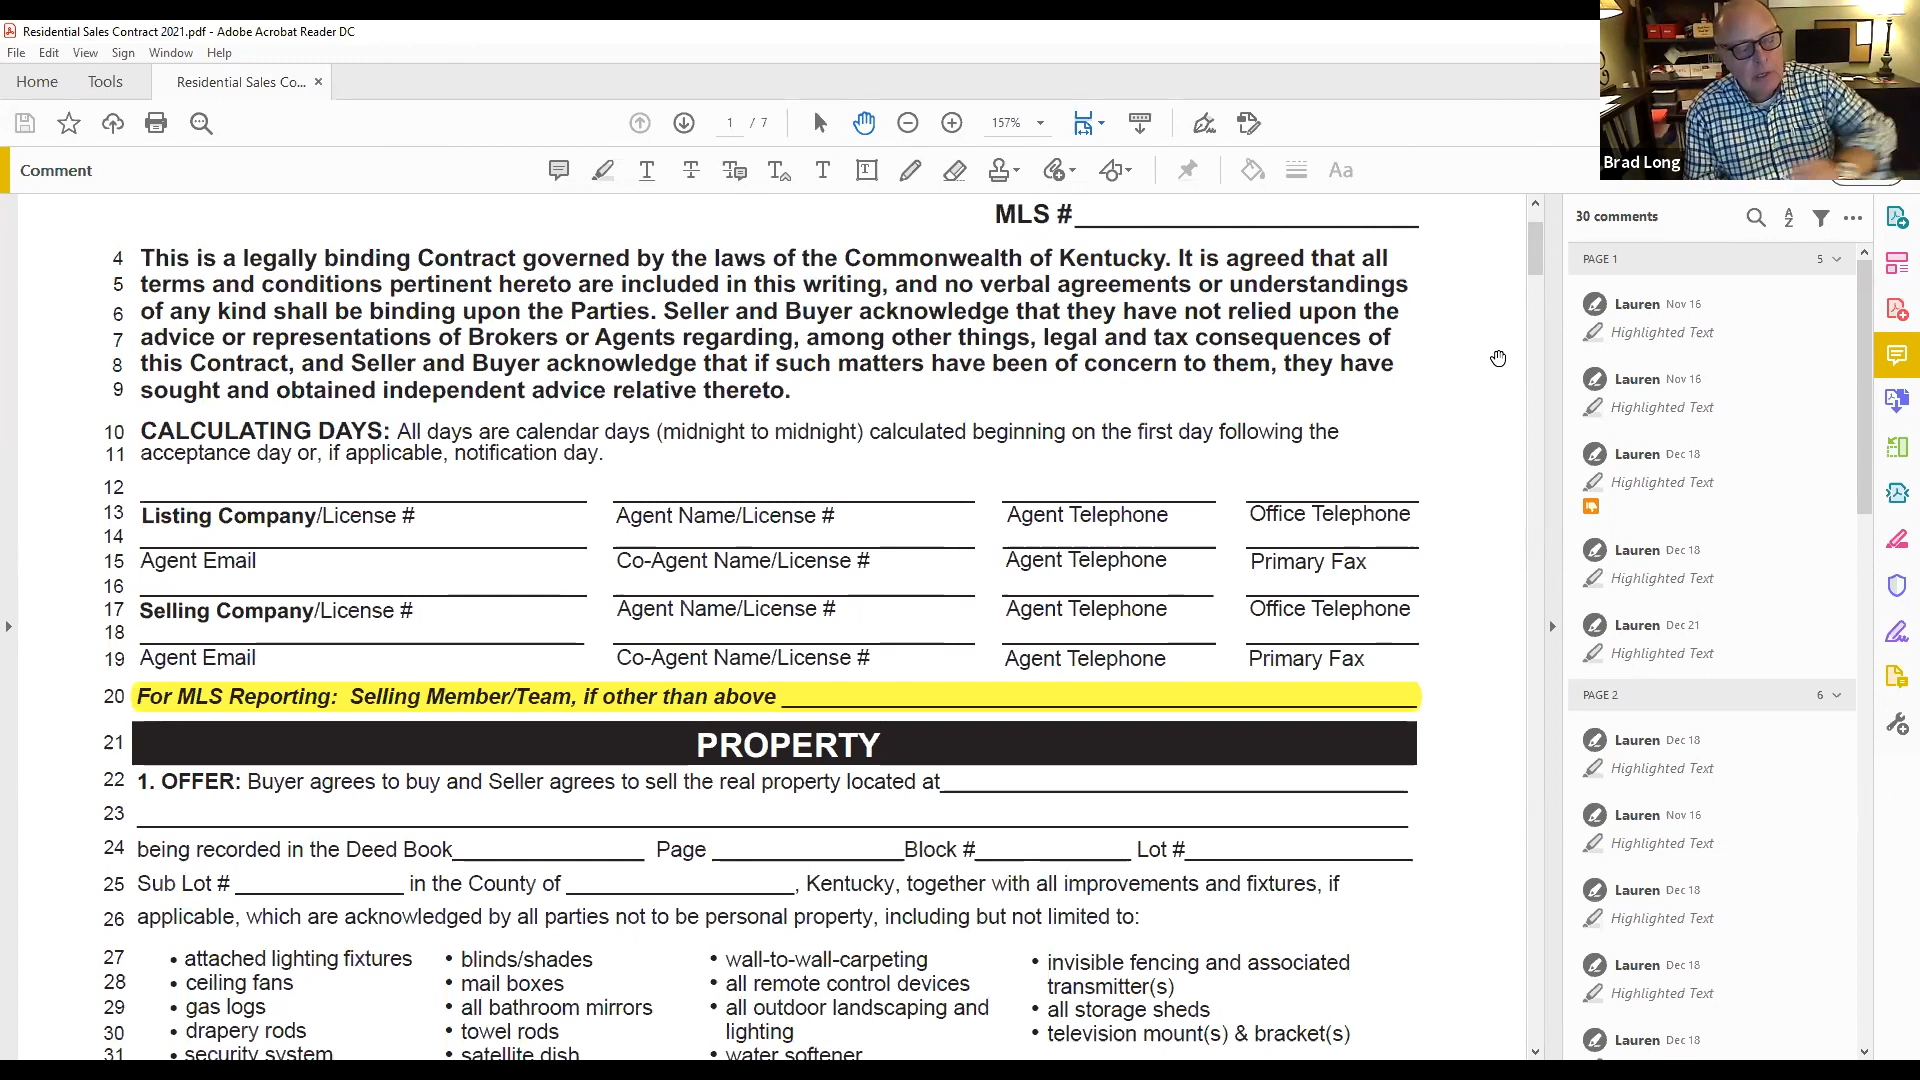 Residential Sales Contract 2021.pdf - Adobe Acrobat Reader DC
File Edit View Sign Window Help
Home Tools Residential Sales Co... ×
1 / 7 157%
Comment
Brad Long
MLS #
4 This is a legally binding Contract governed by the laws of the Commonwealth of Kentucky. It is agreed that all
5 terms and conditions pertinent hereto are included in this writing, and no verbal agreements or understandings
6 of any kind shall be binding upon the Parties. Seller and Buyer acknowledge that they have not relied upon the
7 advice or representations of Brokers or Agents regarding, among other things, legal and tax consequences of
8 this Contract, and Seller and Buyer acknowledge that if such matters have been of concern to them, they have
9 sought and obtained independent advice relative thereto.
10 CALCULATING DAYS: All days are calendar days (midnight to midnight) calculated beginning on the first day following the
11 acceptance day or, if applicable, notification day.
12
13 Listing Company/License # Agent Name/License # Agent Telephone Office Telephone
14
15 Agent Email Co-Agent Name/License # Agent Telephone Primary Fax
16
17 Selling Company/License # Agent Name/License # Agent Telephone Office Telephone
18
19 Agent Email Co-Agent Name/License # Agent Telephone Primary Fax
20 For MLS Reporting: Selling Member/Team, if other than above
21 PROPERTY
22 1. OFFER: Buyer agrees to buy and Seller agrees to sell the real property located at
23
24 being recorded in the Deed Book Page Block # Lot #
25 Sub Lot # in the County of , Kentucky, together with all improvements and fixtures, if
26 applicable, which are acknowledged by all parties not to be personal property, including but not limited to:
27 • attached lighting fixtures • blinds/shades • wall-to-wall-carpeting • invisible fencing and associated
28 • ceiling fans • mail boxes • all remote control devices transmitter(s)
29 • gas logs • all bathroom mirrors • all outdoor landscaping and • all storage sheds
30 • drapery rods • towel rods lighting • television mount(s) & bracket(s)
31 • security system • satellite dish • water softener
30 comments
PAGE 1 5
Lauren Nov 16
Highlighted Text
Lauren Nov 16
Highlighted Text
Lauren Dec 18
Highlighted Text
Lauren Dec 18
Highlighted Text
Lauren Dec 21
Highlighted Text
PAGE 2 6
Lauren Dec 18
Highlighted Text
Lauren Nov 16
Highlighted Text
Lauren Dec 18
Highlighted Text
Lauren Dec 18
Highlighted Text
Lauren Dec 18